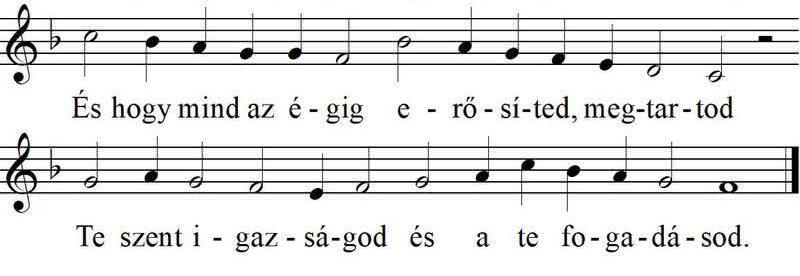 És hogy mind az é - gig e - rő - sí - ted, meg - tar - tod
Te szent i - gaz - sá - god és a te fo - ga - dá - sod.